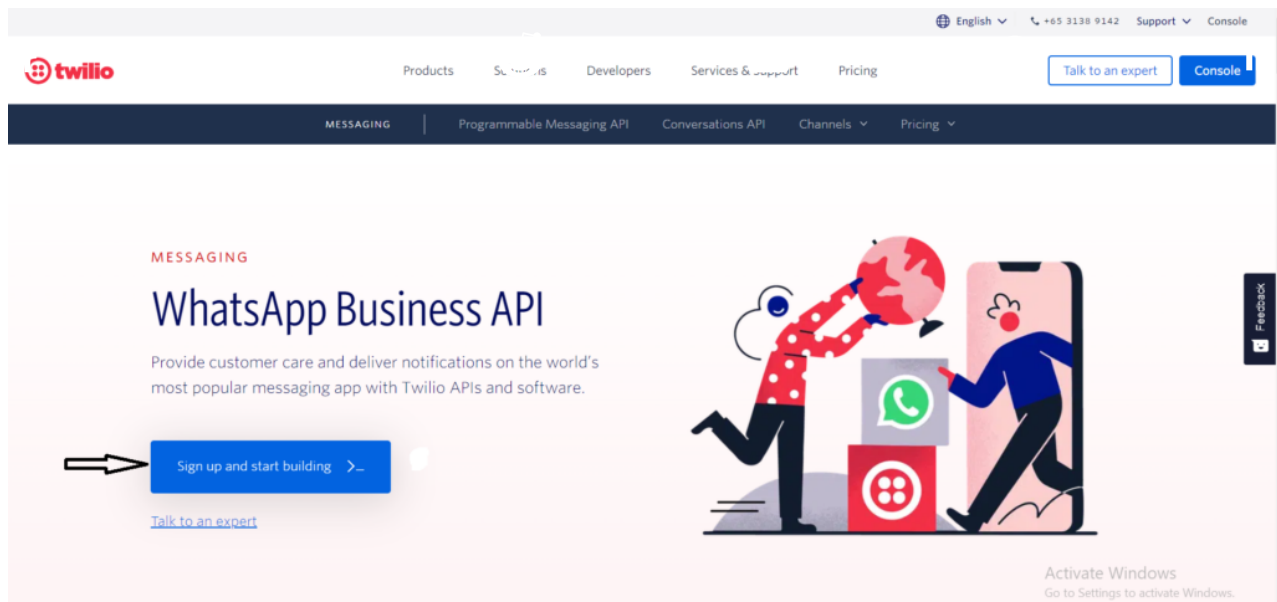 English
+65 3138 9142
Support
Console
twilio
Products
Developers
Services &
Pricing
Talk to an expert
Console
MESSAGING
Programmable Messaging API
Conversations API
Channels
Pricing
MESSAGING
WhatsApp Business API
Provide customer care and deliver notifications on the world's
most popular messaging app with Twilio APIs and software.
Sign up and start building >_
Talk to an expert
Feedback
Activate Windows
Go to Settings to activate Windows.